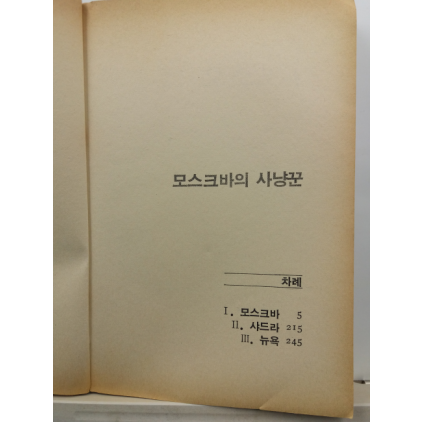 모스크바의 사냥꾼
차례
I. 모스크바 5
II. 사드라 215
III. 뉴욕 245